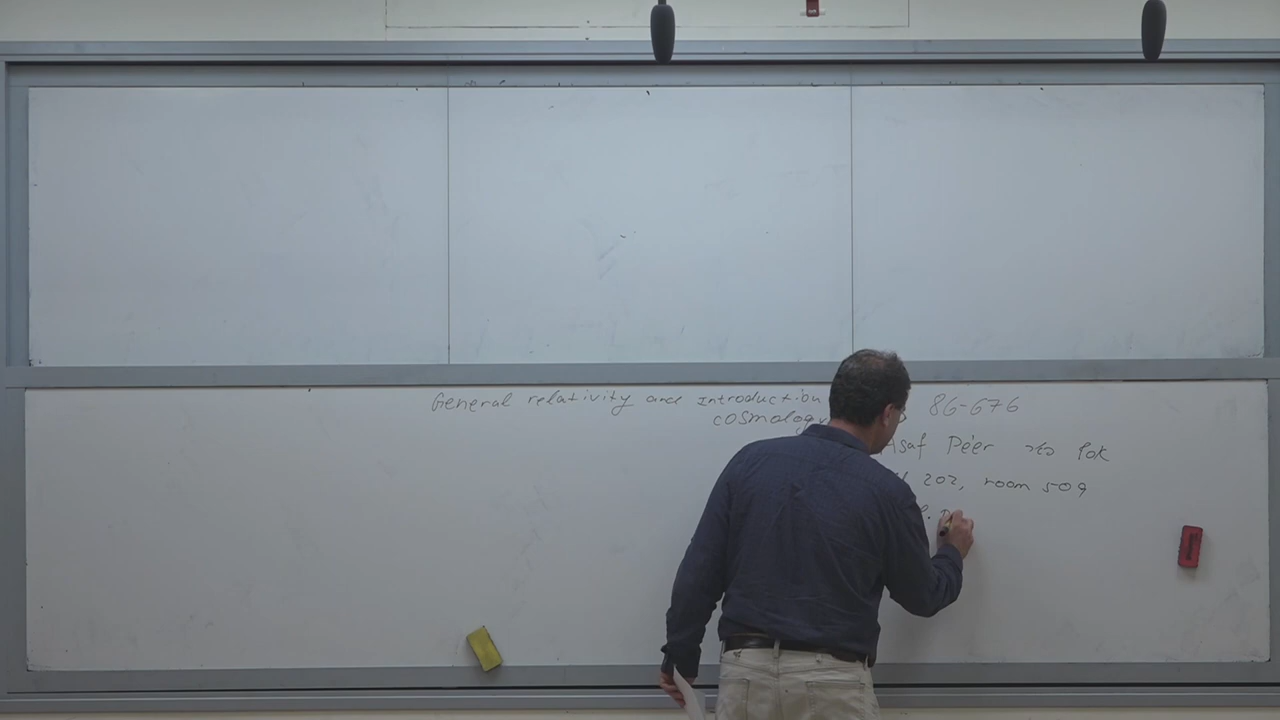 General relativity and Introduction
cosmology 86-676
Asaf Pe'er
202, room 509